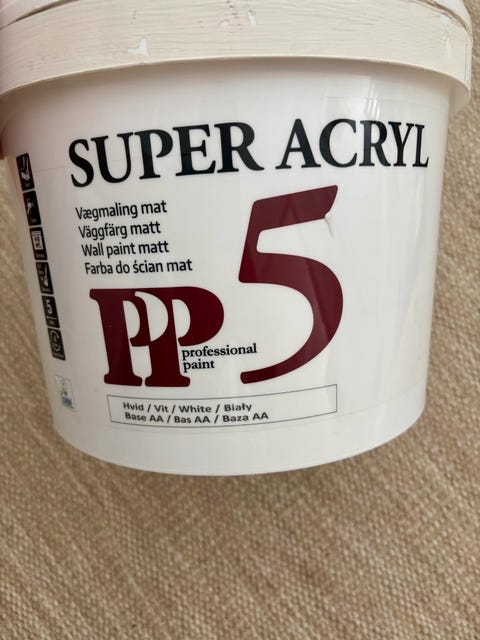 SUPER ACRYL
Vægmaling mat
Väggfärg matt
Wall paint matt
Farba do ścian mat
5
PP
professional
paint
Hvid / Vit / White / Biały
Base AA / Bas AA / Baza AA
5